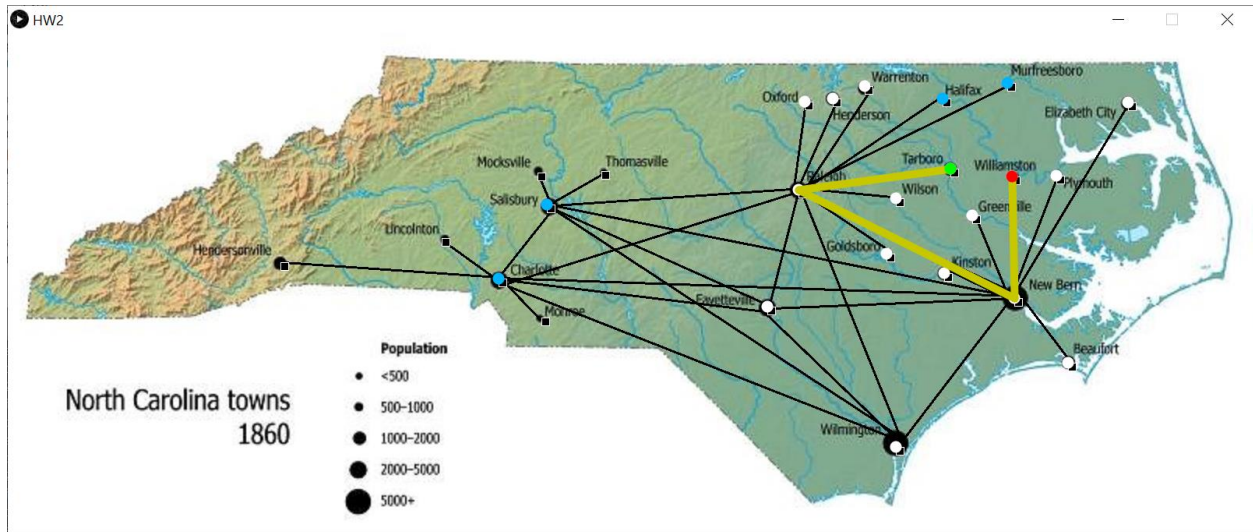 HW2
Murfreesboro
Warrenton
Halifax
Oxford
Henderson
Elizabeth City
Mocksville
Thomasville
Tarboro
Williamston
Raleigh
Plymouth
Wilson
Salisbury
Greenville
Lincolnton
Hendersonville
Goldsboro
Charlotte
Kinston
New Bern
Fayetteville
Monroe
Beaufort
Population
<500
North Carolina towns
500–1000
1860
Wilmington
1000–2000
2000–5000
5000+